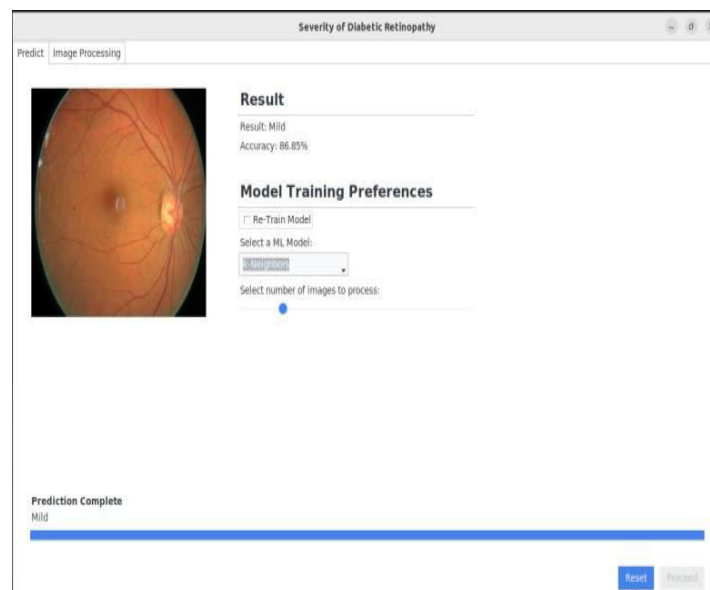 Severity of Diabetic Retinopathy
Predict Image Processing
Result
Result: Mild
Accuracy: 86.85%
Model Training Preferences
Re-Train Model
Select a ML Model:
k-Neighbors
Select number of images to process:
Prediction Complete
Mild
Reset Proceed